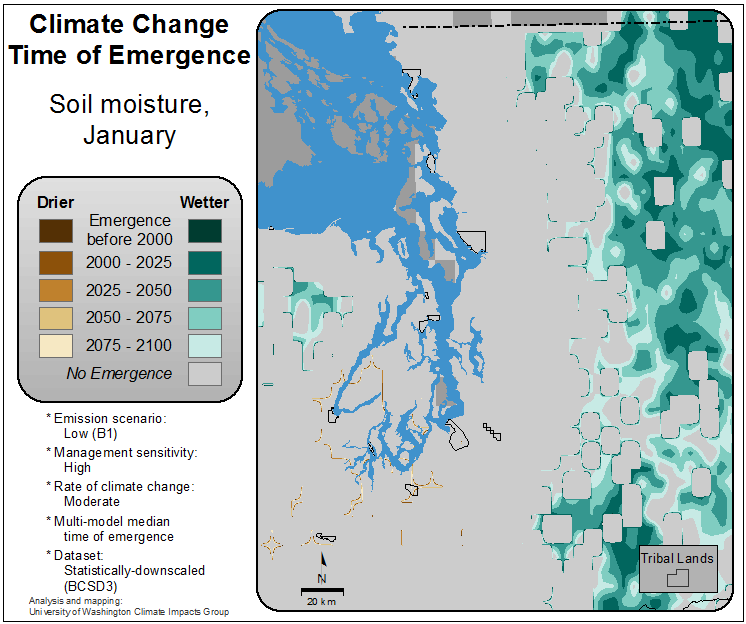 Climate Change
Time of Emergence
Soil moisture,
January
Drier
Wetter
Emergence
before 2000
2000 - 2025
2025 - 2050
2050 - 2075
2075 - 2100
No Emergence
* Emission scenario:
Low (B1)
* Management sensitivity:
High
* Rate of climate change:
Moderate
* Multi-model median
time of emergence
* Dataset:
Statistically-downscaled
(BCSD3)
Analysis and mapping:
University of Washington Climate Impacts Group
N
20 km
Tribal Lands